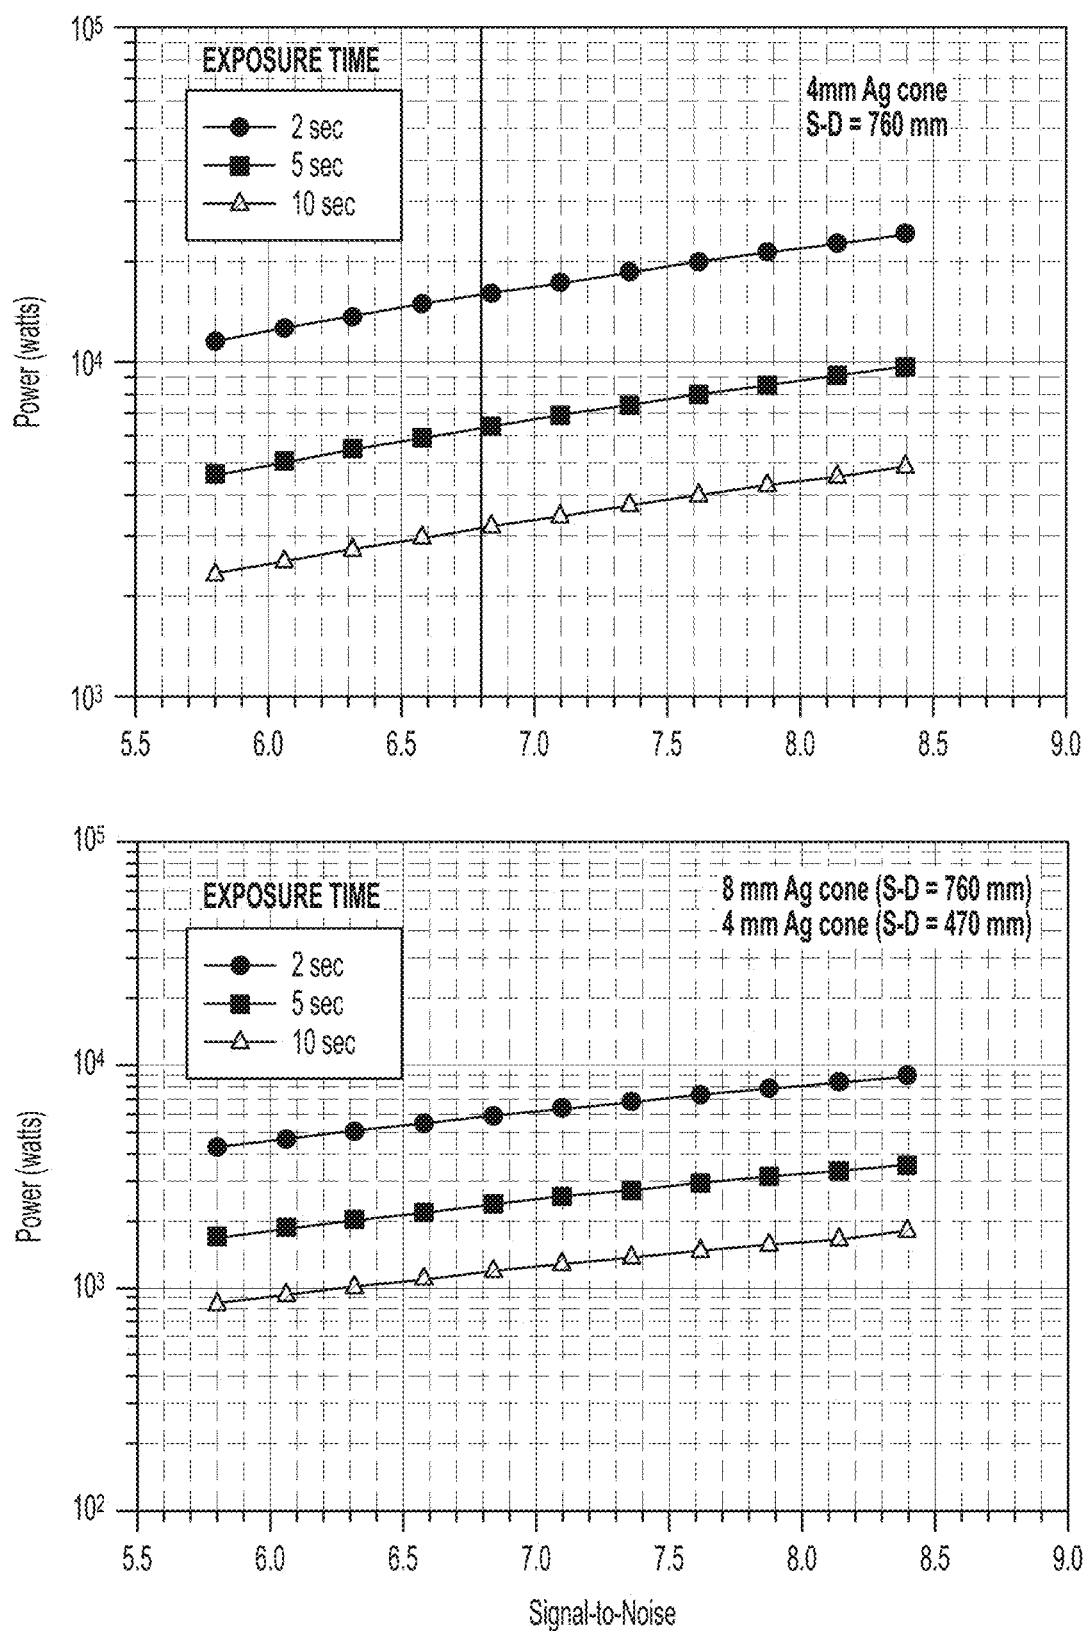 10⁵
EXPOSURE TIME
2 sec
5 sec
10 sec
4mm Ag cone
S-D = 760 mm
Power (watts)
10⁴
10³
5.5 6.0 6.5 7.0 7.5 8.0 8.5 9.0
10⁵
EXPOSURE TIME
2 sec
5 sec
10 sec
8 mm Ag cone (S-D = 760 mm)
4 mm Ag cone (S-D = 470 mm)
Power (watts)
10⁴
10³
10²
5.5 6.0 6.5 7.0 7.5 8.0 8.5 9.0
Signal-to-Noise